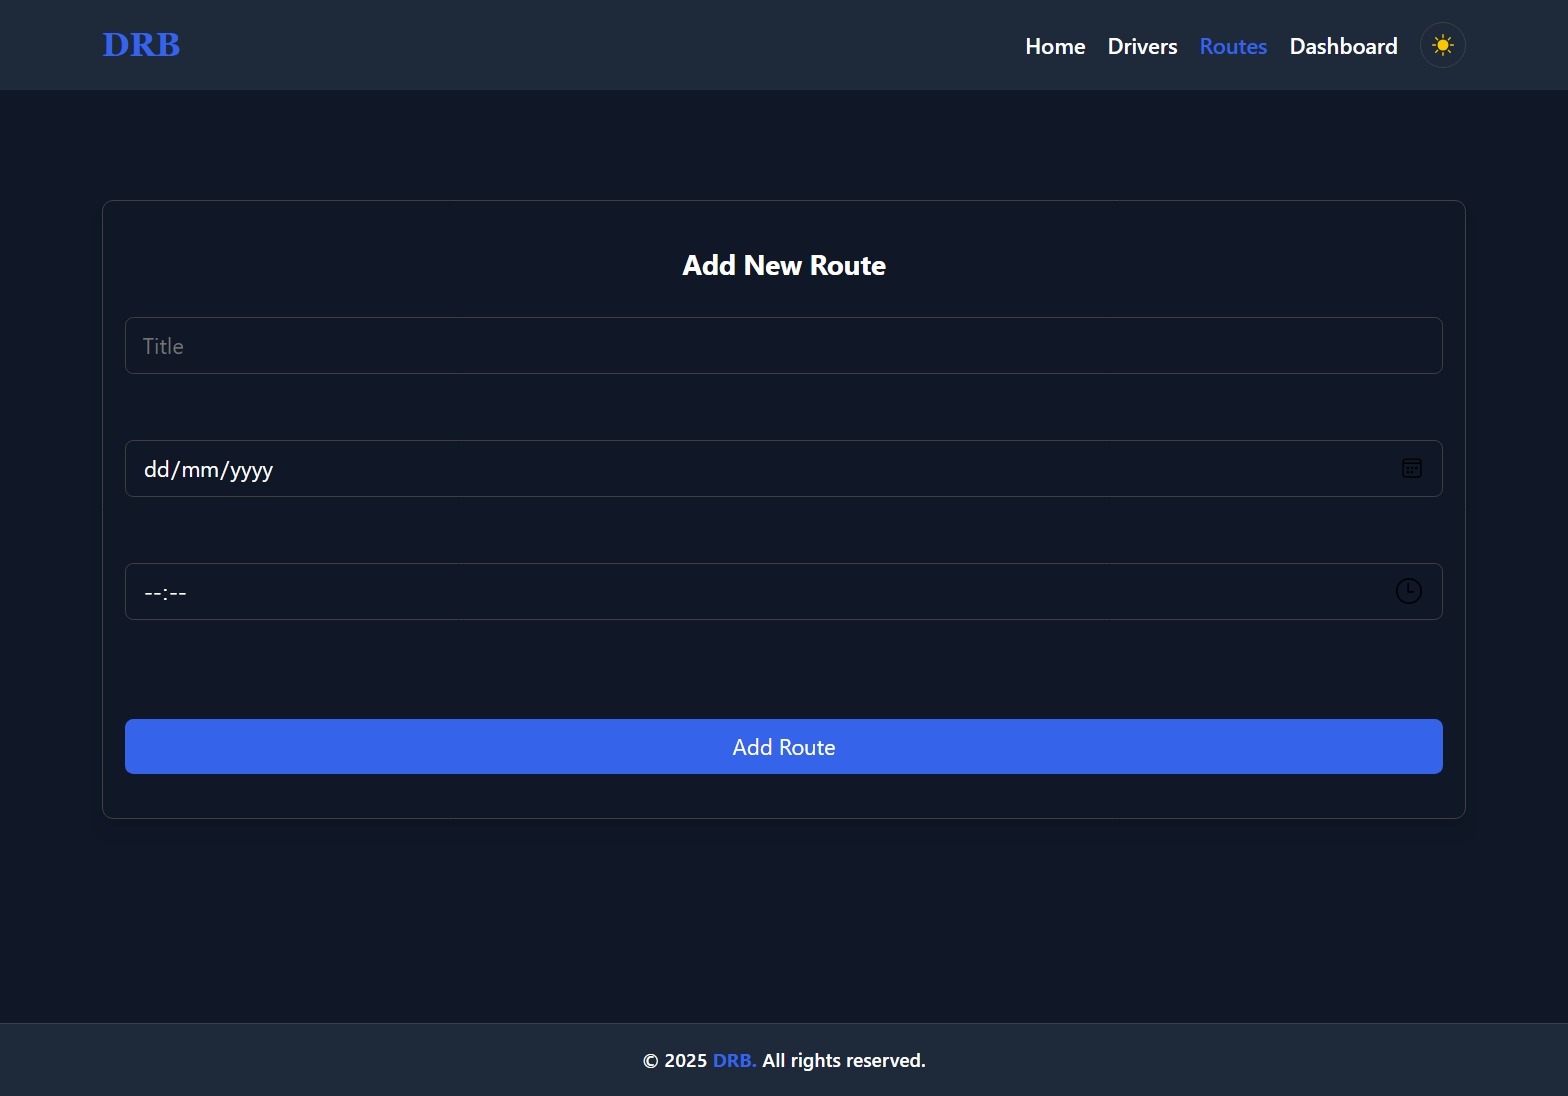 DRB
Home Drivers Routes Dashboard
Add New Route
Title
dd/mm/yyyy
--:--
Add Route
© 2025 DRB. All rights reserved.